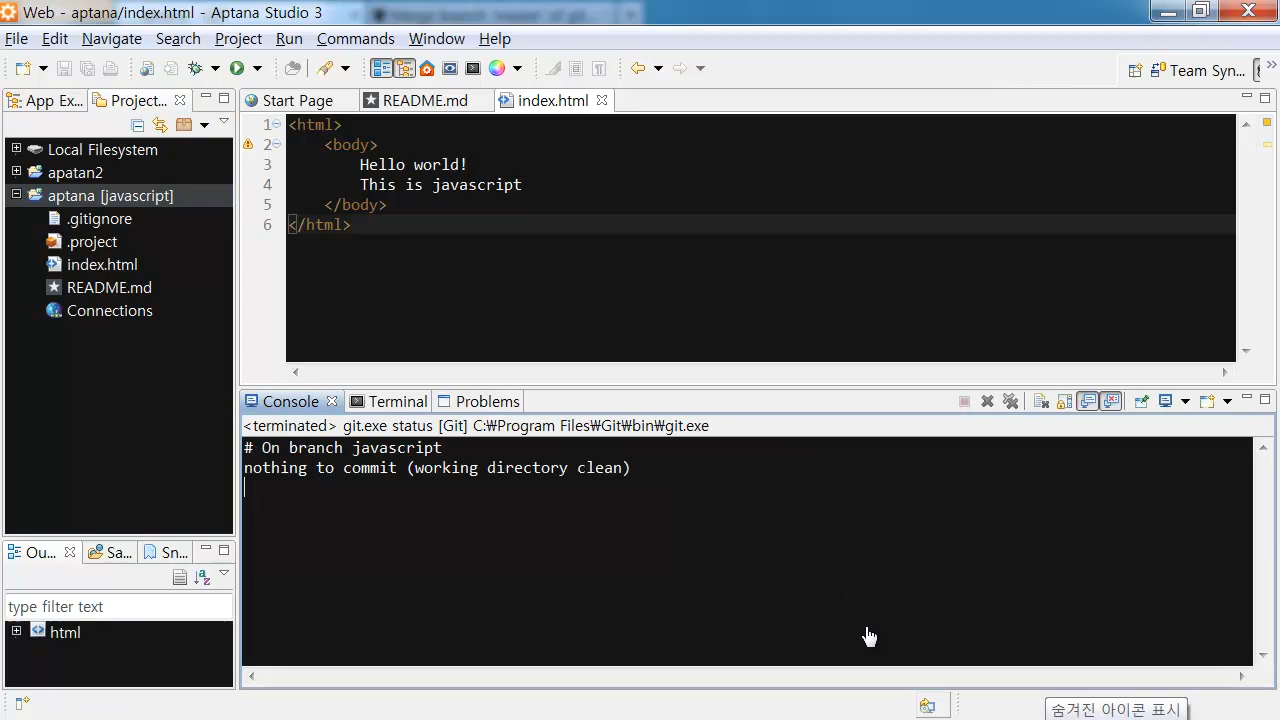 Web - aptana/index.html - Aptana Studio 3
File Edit Navigate Search Project Run Commands Window Help
Team Syn...
App Ex... Project...
Start Page README.md index.html
Local Filesystem
apatan2
aptana [javascript]
.gitignore
.project
index.html
README.md
Connections
1 <html>
2 <body>
3 Hello world!
4 This is javascript
5 </body>
6 </html>
Console Terminal Problems
<terminated> git.exe status [Git] C:₩Program Files₩Git₩bin₩git.exe
# On branch javascript
nothing to commit (working directory clean)
Ou... Sa... Sn...
type filter text
html
숨겨진 아이콘 표시